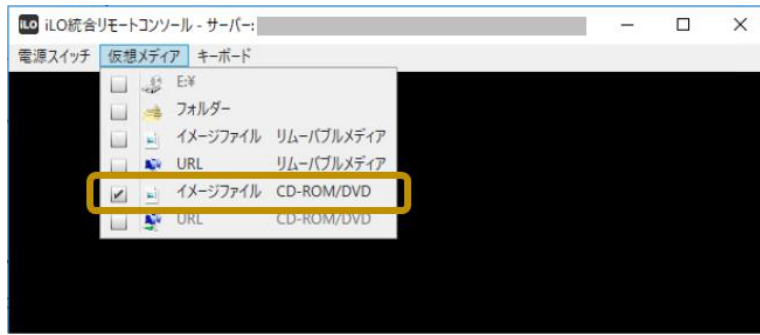 iLO iLO統合リモートコンソール - サーバー:
電源スイッチ 仮想メディア キーボード
E:¥
フォルダー
イメージファイル リムーバブルメディア
URL リムーバブルメディア
イメージファイル CD-ROM/DVD
URL CD-ROM/DVD